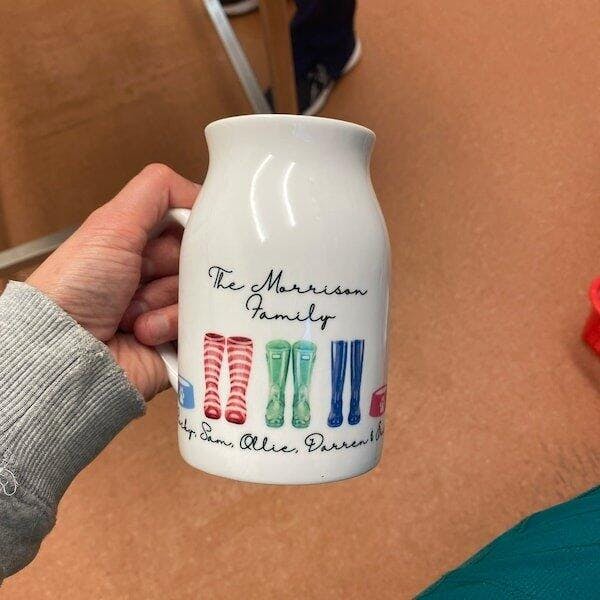 The Morrison
Family
Sam, Ollie, Darren &